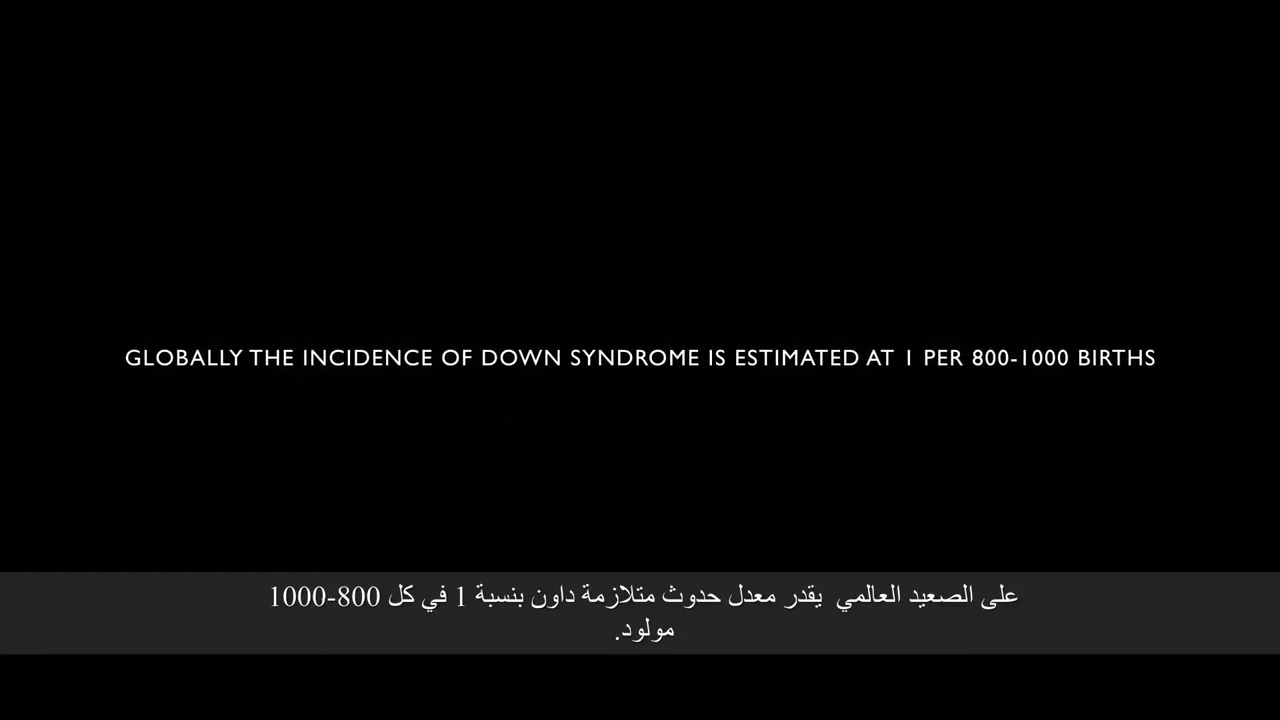 GLOBALLY THE INCIDENCE OF DOWN SYNDROME IS ESTIMATED AT 1 PER 800-1000 BIRTHS
على الصعيد العالمي  يقدر معدل حدوث متلازمة داون بنسبة 1 في كل 800-1000
مولود.